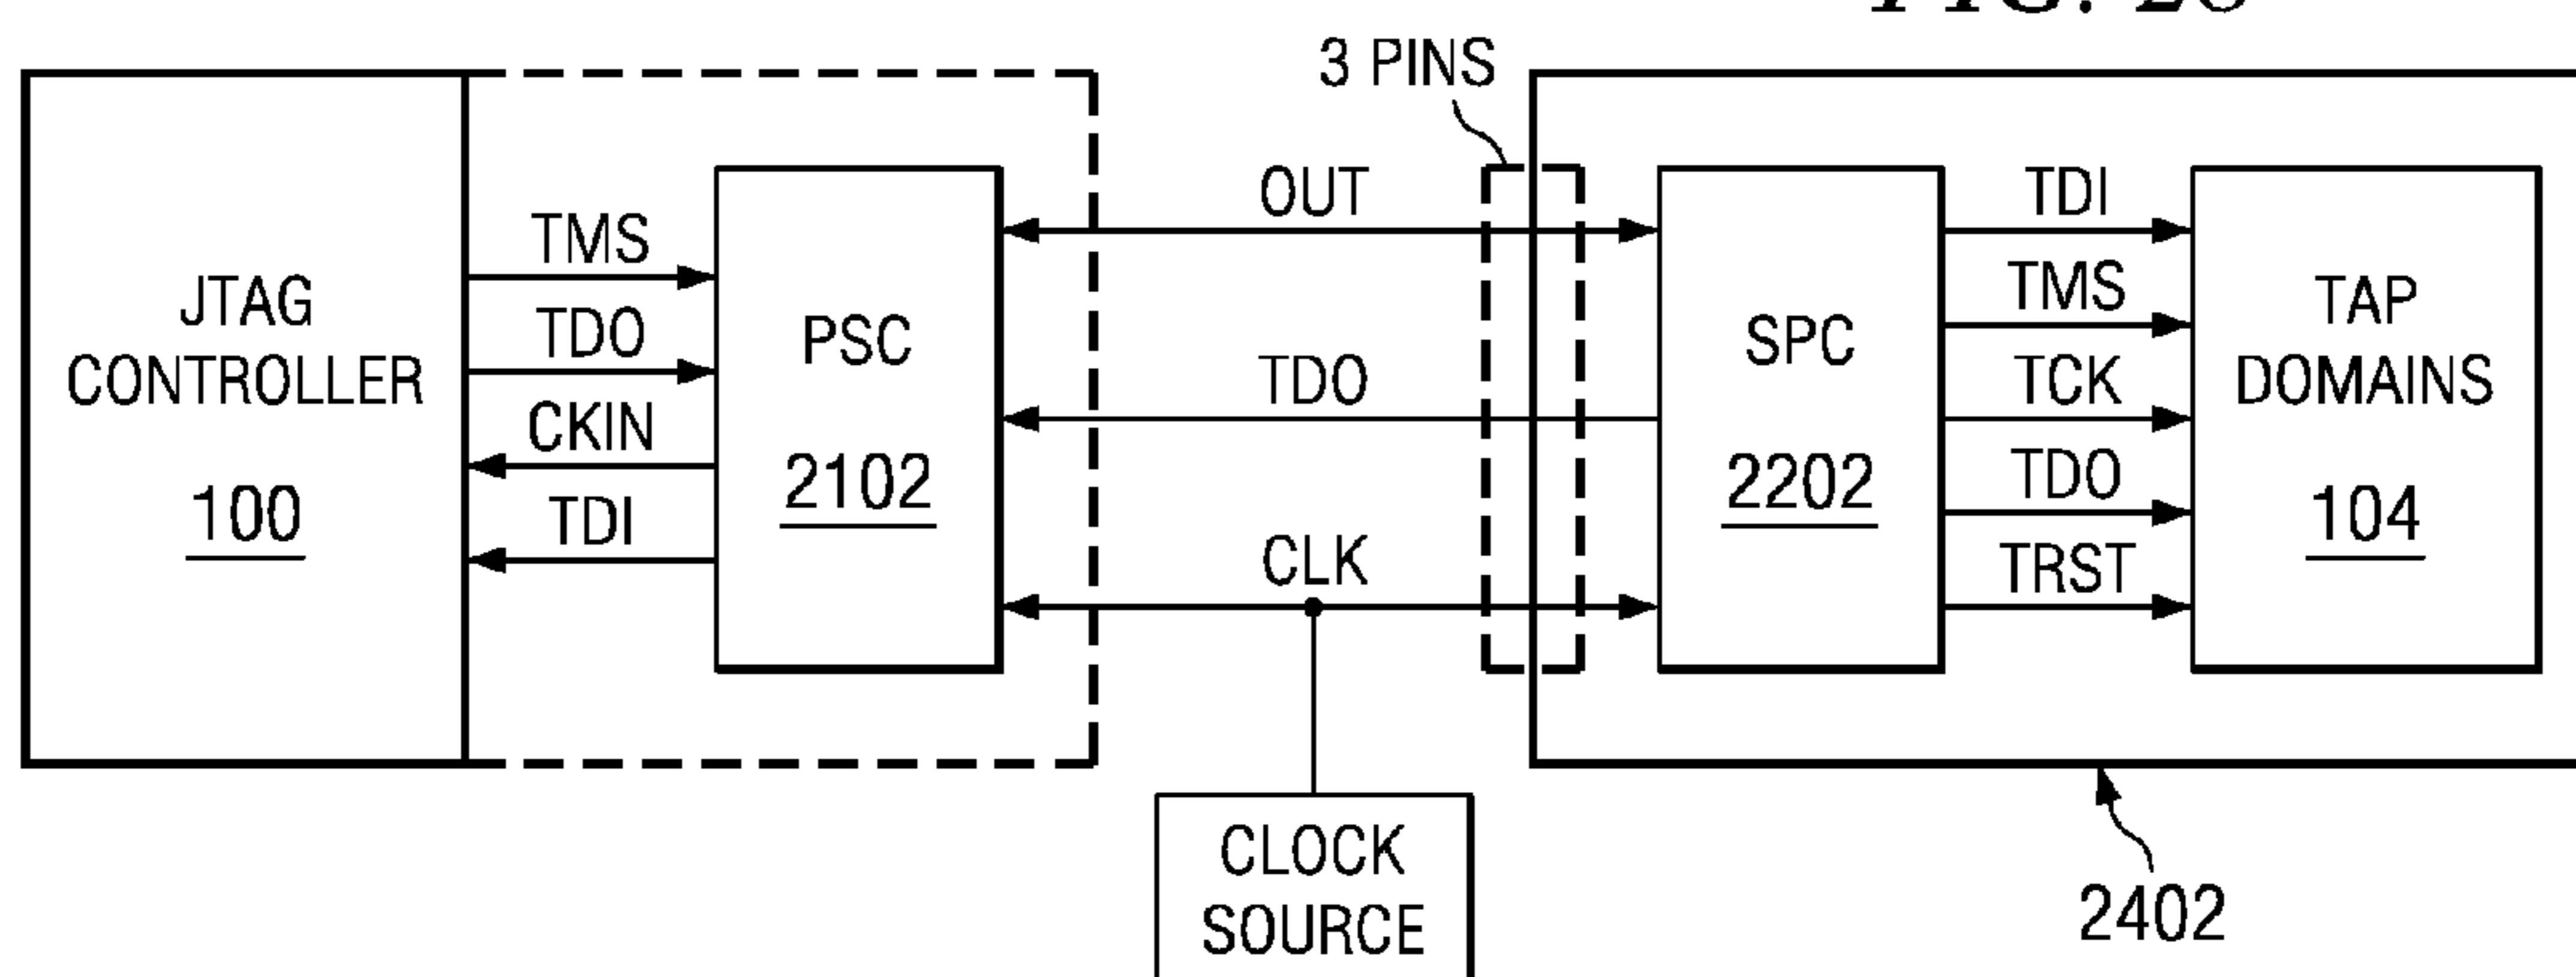 FIG.
3 PINS
JTAG
CONTROLLER
100
TMS
TDO
CKIN
TDI
PSC
2102
OUT
TDO
CLK
SPC
2202
TDI
TMS
TCK
TDO
TRST
TAP
DOMAINS
104
CLOCK
SOURCE
2402